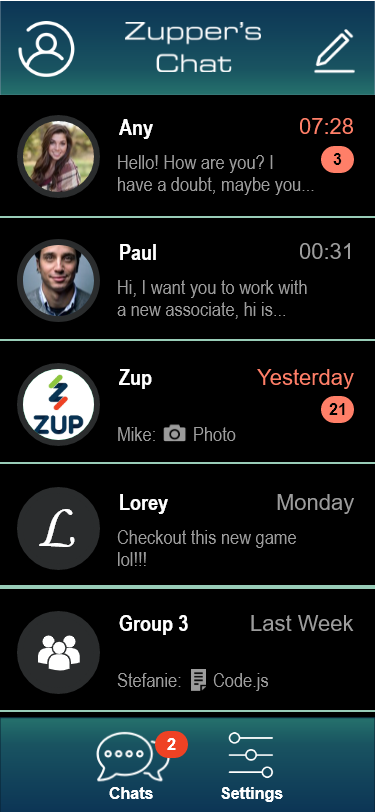 Zupper's
Chat
Any 07:28
Hello! How are you? I 3
have a doubt, maybe you...
Paul 00:31
Hi, I want you to work with
a new associate, hi is...
Zup Yesterday
21
ZUP
Mike: Photo
Lorey Monday
L
Checkout this new game
lol!!!
Group 3 Last Week
Stefanie: Code.js
2
Chats Settings